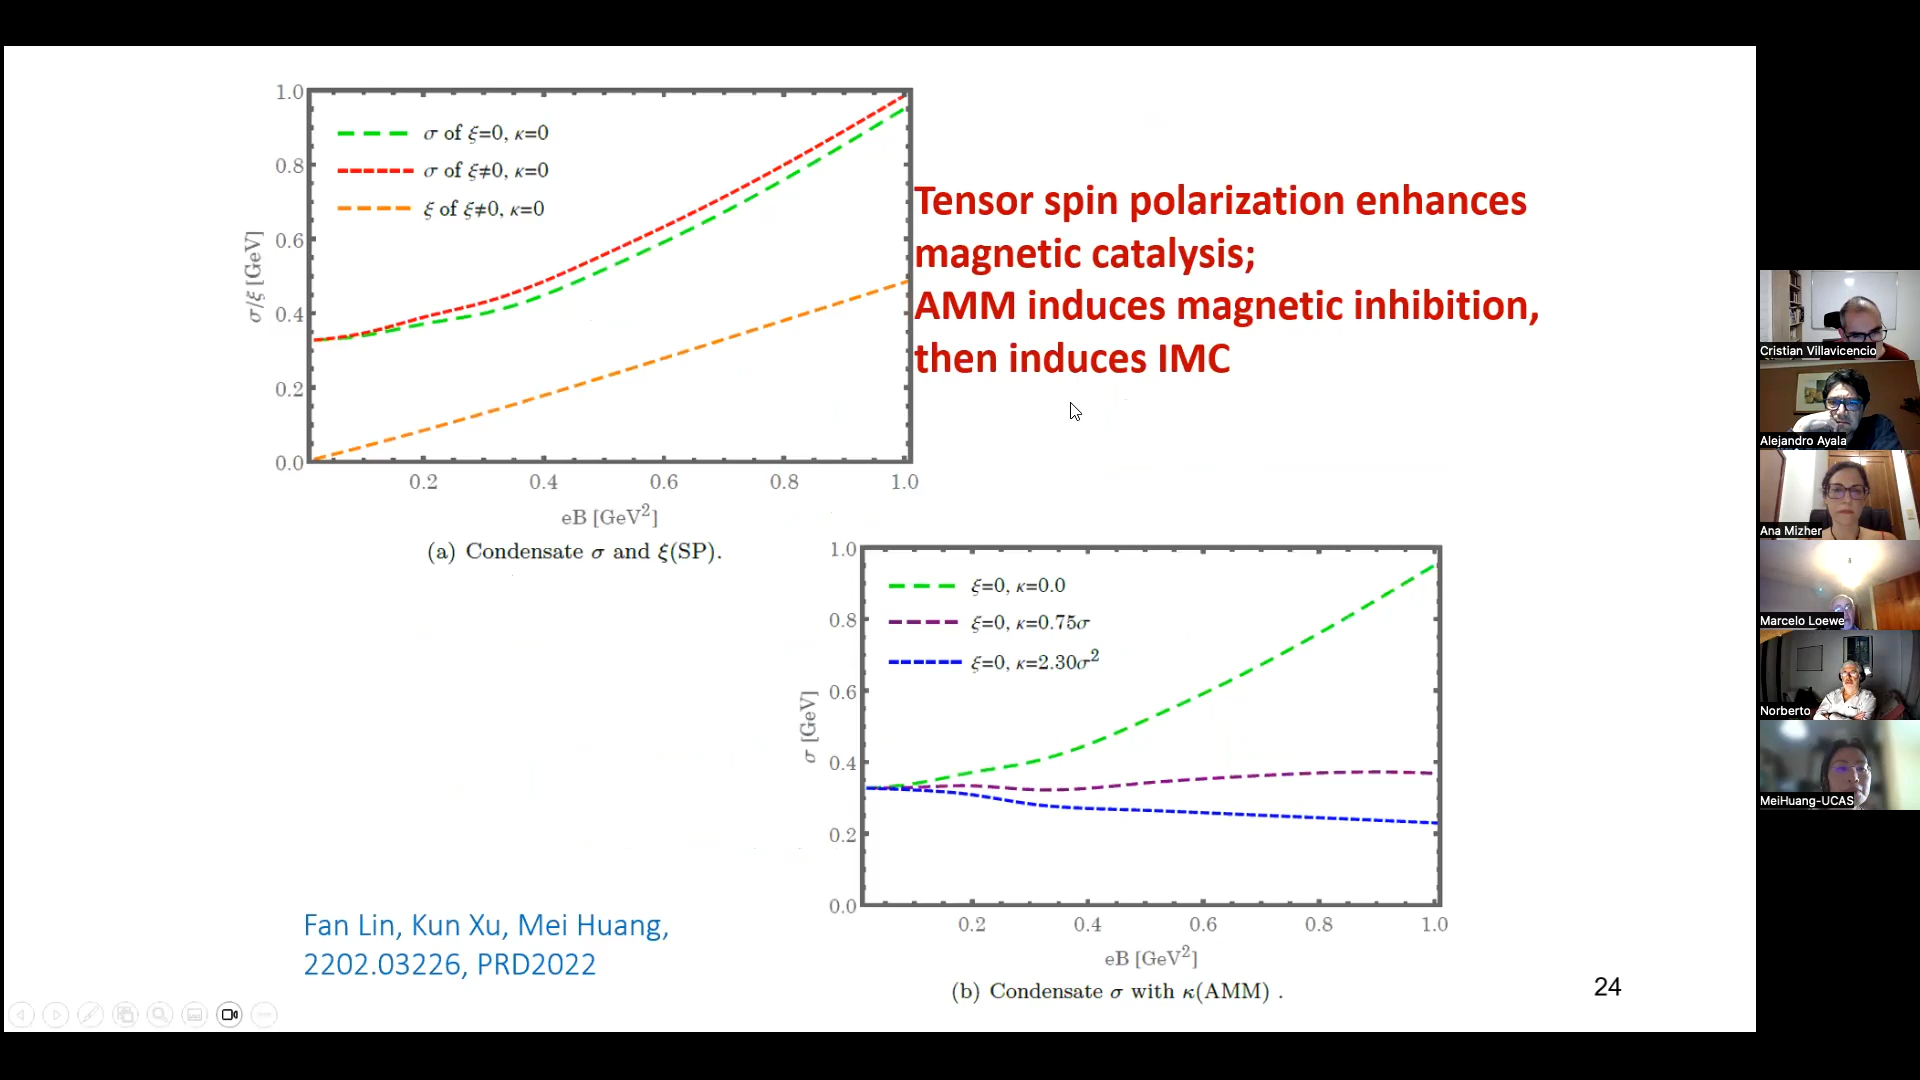 1.0
0.8
0.6
0.4
0.2
0.0
σ/ξ [GeV]
σ of ξ=0, κ=0
σ of ξ≠0, κ=0
ξ of ξ≠0, κ=0
0.2 0.4 0.6 0.8 1.0
eB [GeV²]
(a) Condensate σ and ξ(SP).
Tensor spin polarization enhances
magnetic catalysis;
AMM induces magnetic inhibition,
then induces IMC
1.0
0.8
0.6
0.4
0.2
0.0
σ [GeV]
ξ=0, κ=0.0
ξ=0, κ=0.75σ
ξ=0, κ=2.30σ²
0.2 0.4 0.6 0.8 1.0
eB [GeV²]
(b) Condensate σ with κ(AMM) .
Fan Lin, Kun Xu, Mei Huang,
2202.03226, PRD2022
24
Cristian Villavicencio
Alejandro Ayala
Ana Mizher
Marcelo Loewe
Norberto
MeiHuang-UCAS